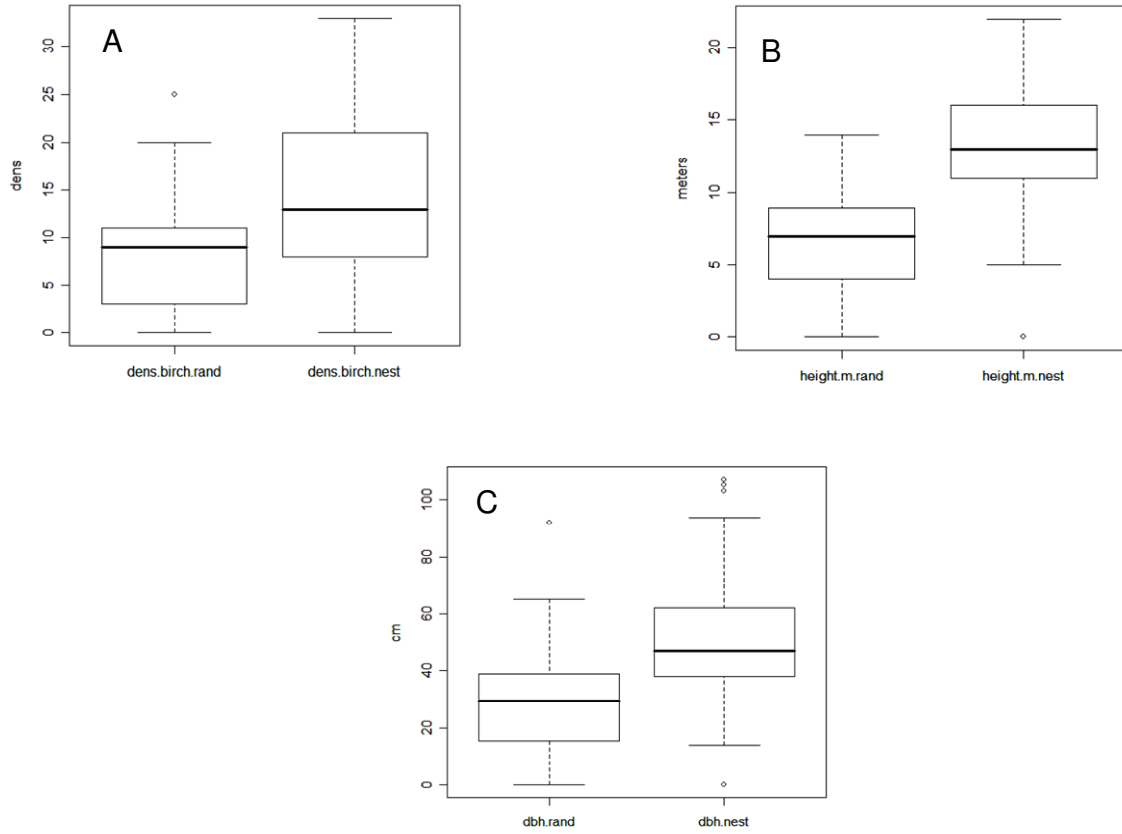 A
dens
30
25
20
15
10
5
0
dens.birch.rand dens.birch.nest
B
meters
20
15
10
5
0
height.m.rand height.m.nest
C
cm
100
80
60
40
20
0
dbh.rand dbh.nest